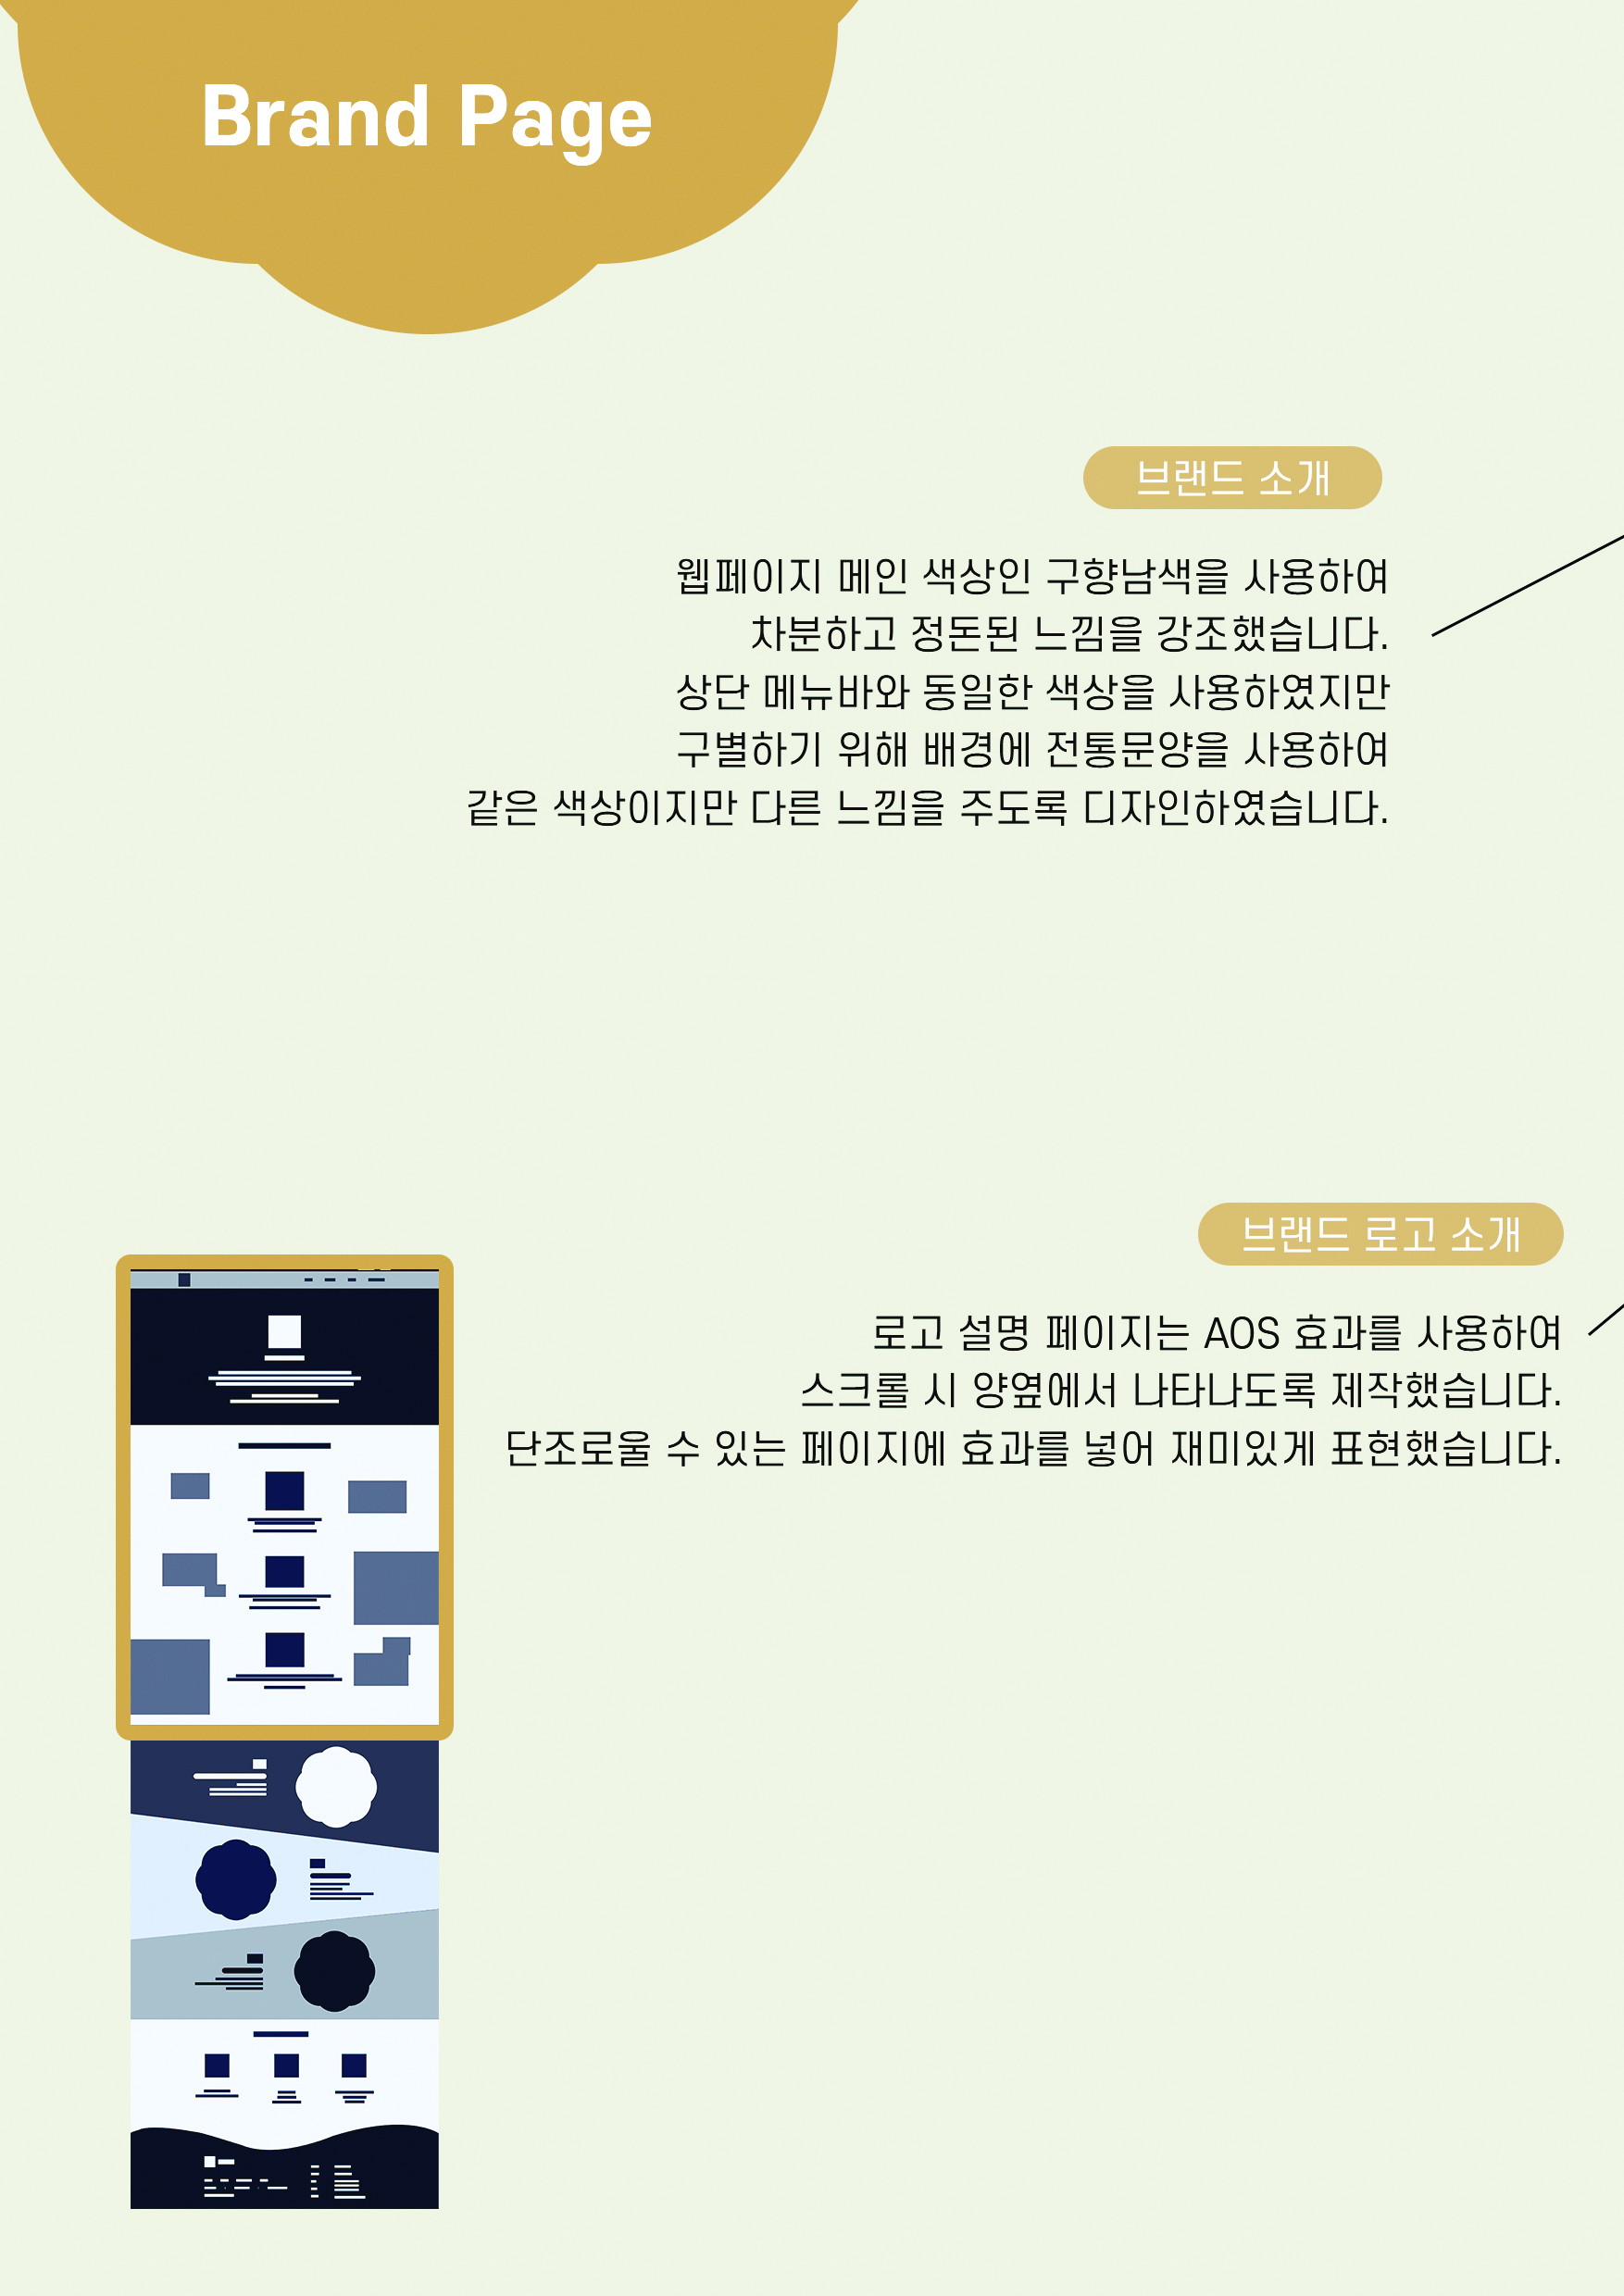 Brand Page
브랜드 소개
웹페이지 메인 색상인 구향남색을 사용하여
차분하고 정돈된 느낌을 강조했습니다.
상단 메뉴바와 동일한 색상을 사용하였지만
구별하기 위해 배경에 전통문양을 사용하여
같은 색상이지만 다른 느낌을 주도록 디자인하였습니다.
브랜드 로고 소개
로고 설명 페이지는 AOS 효과를 사용하여
스크롤 시 양옆에서 나타나도록 제작했습니다.
단조로울 수 있는 페이지에 효과를 넣어 재미있게 표현했습니다.